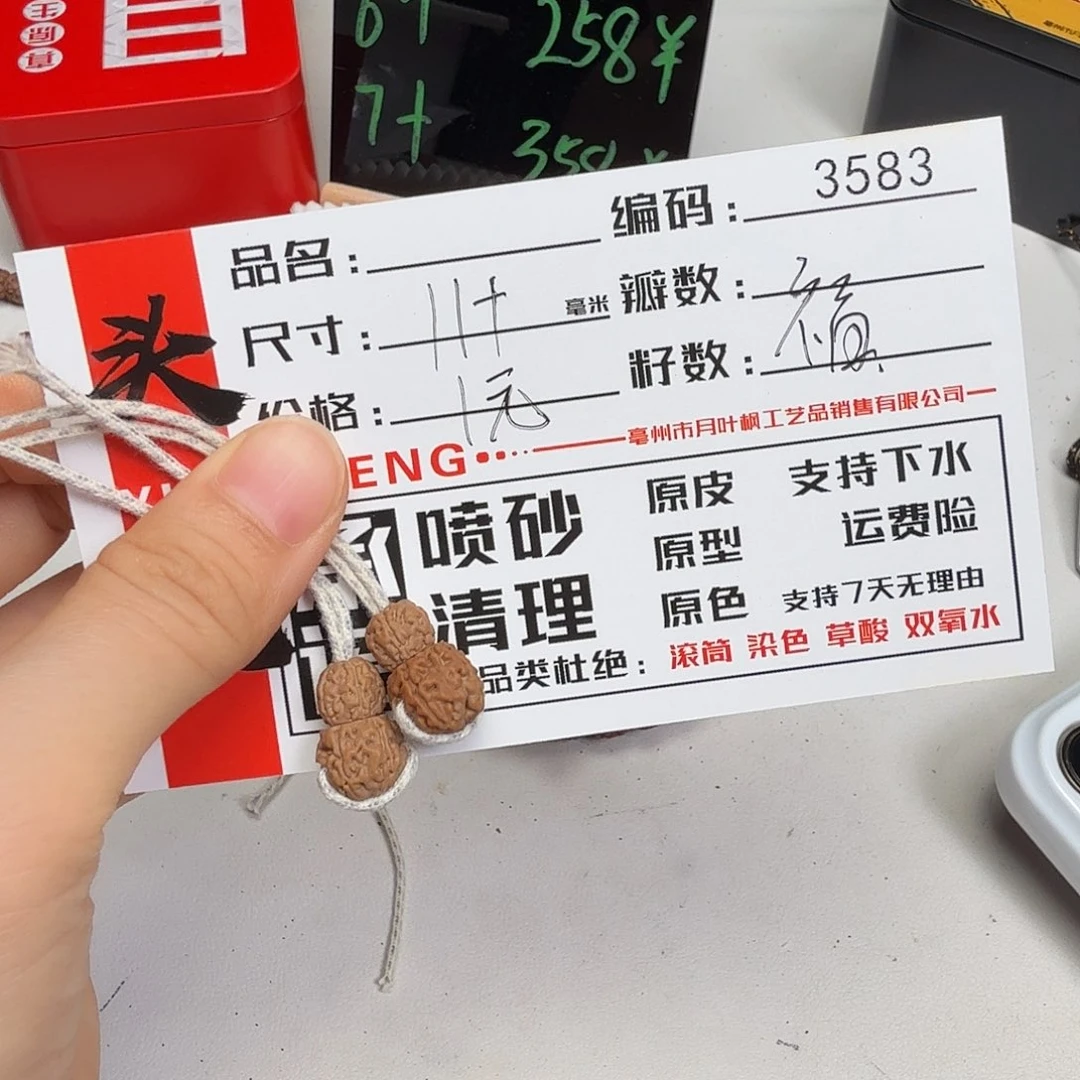 258¥
7+
品名：
编码：3583
尺寸：11+ 毫米
瓣数：
价格：1元
籽数：
亳州市月叶枫工艺品销售有限公司
ENG
头
喷砂
清理
原皮
原型
原色
支持下水
运费险
支持7天无理由
品类杜绝：滚筒 染色 草酸 双氧水